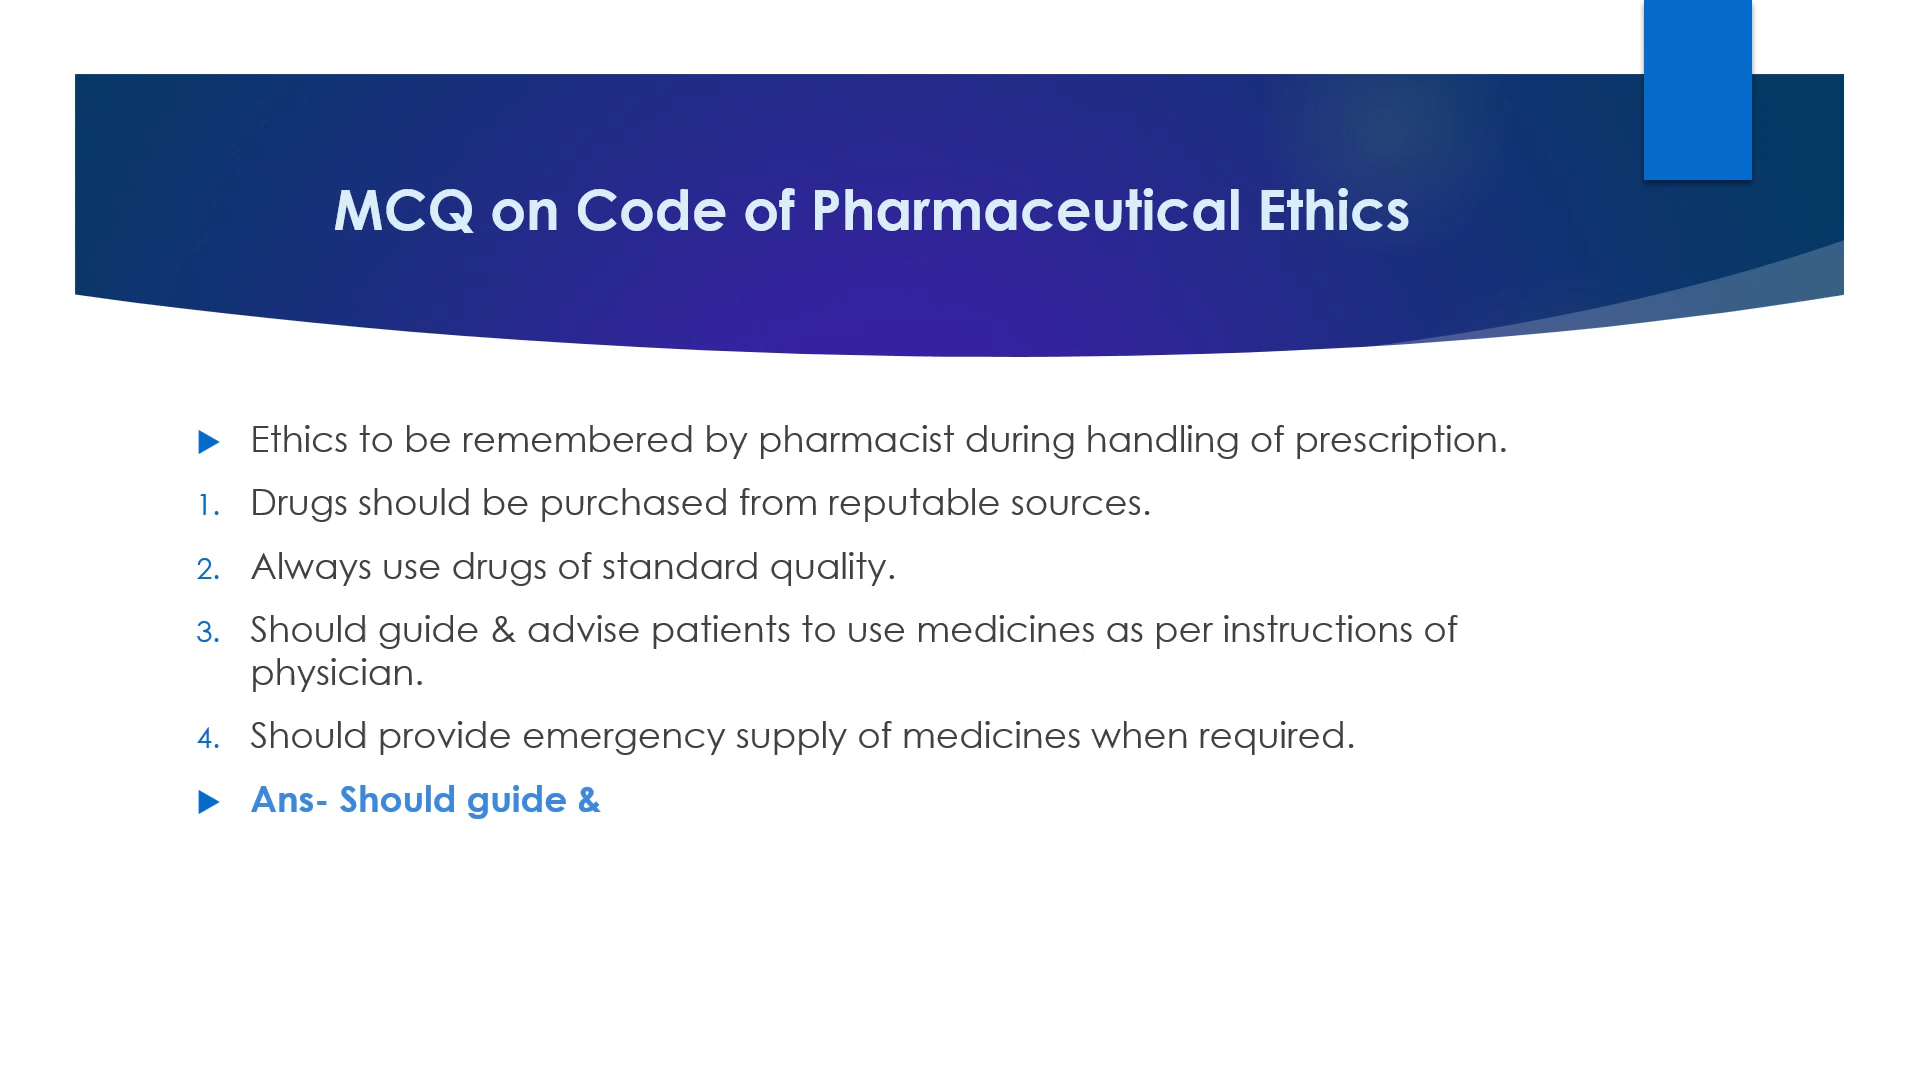 MCQ on Code of Pharmaceutical Ethics
Ethics to be remembered by pharmacist during handling of prescription.
1. Drugs should be purchased from reputable sources.
2. Always use drugs of standard quality.
3. Should guide & advise patients to use medicines as per instructions of
physician.
4. Should provide emergency supply of medicines when required.
Ans- Should guide &